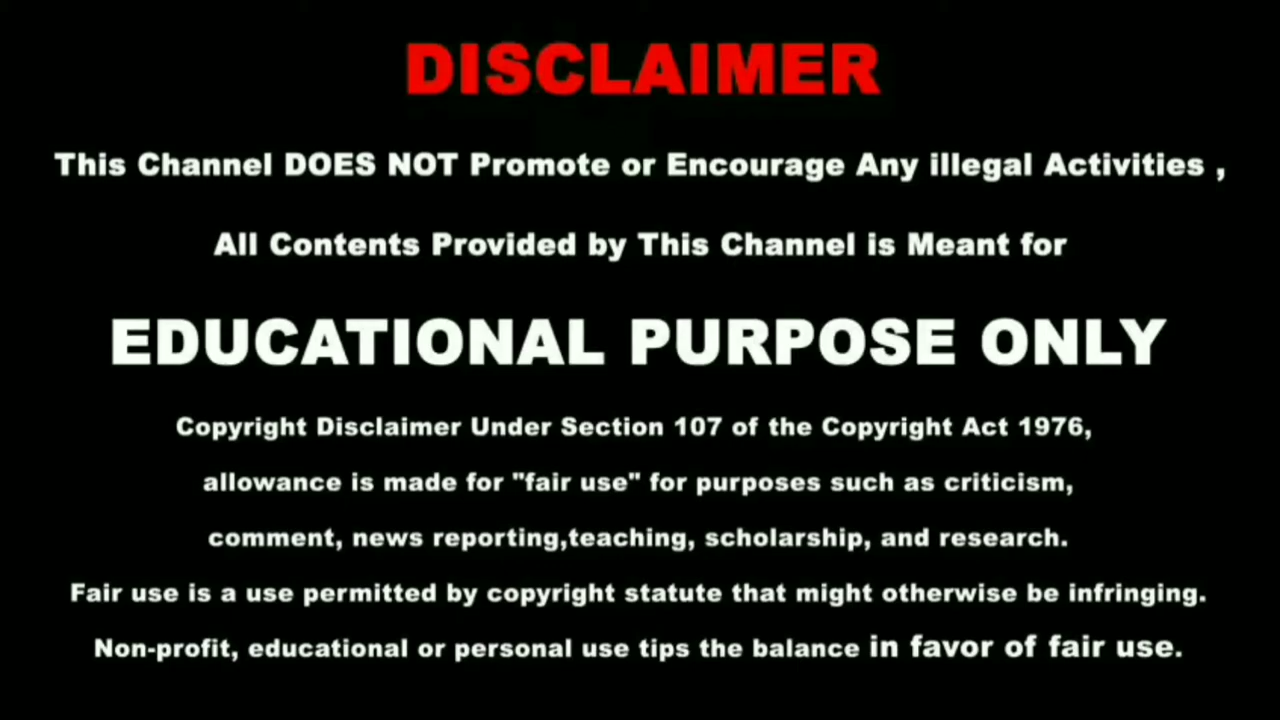 DISCLAIMER
This Channel DOES NOT Promote or Encourage Any illegal Activities ,
All Contents Provided by This Channel is Meant for
EDUCATIONAL PURPOSE ONLY
Copyright Disclaimer Under Section 107 of the Copyright Act 1976,
allowance is made for "fair use" for purposes such as criticism,
comment, news reporting,teaching, scholarship, and research.
Fair use is a use permitted by copyright statute that might otherwise be infringing.
Non-profit, educational or personal use tips the balance in favor of fair use.